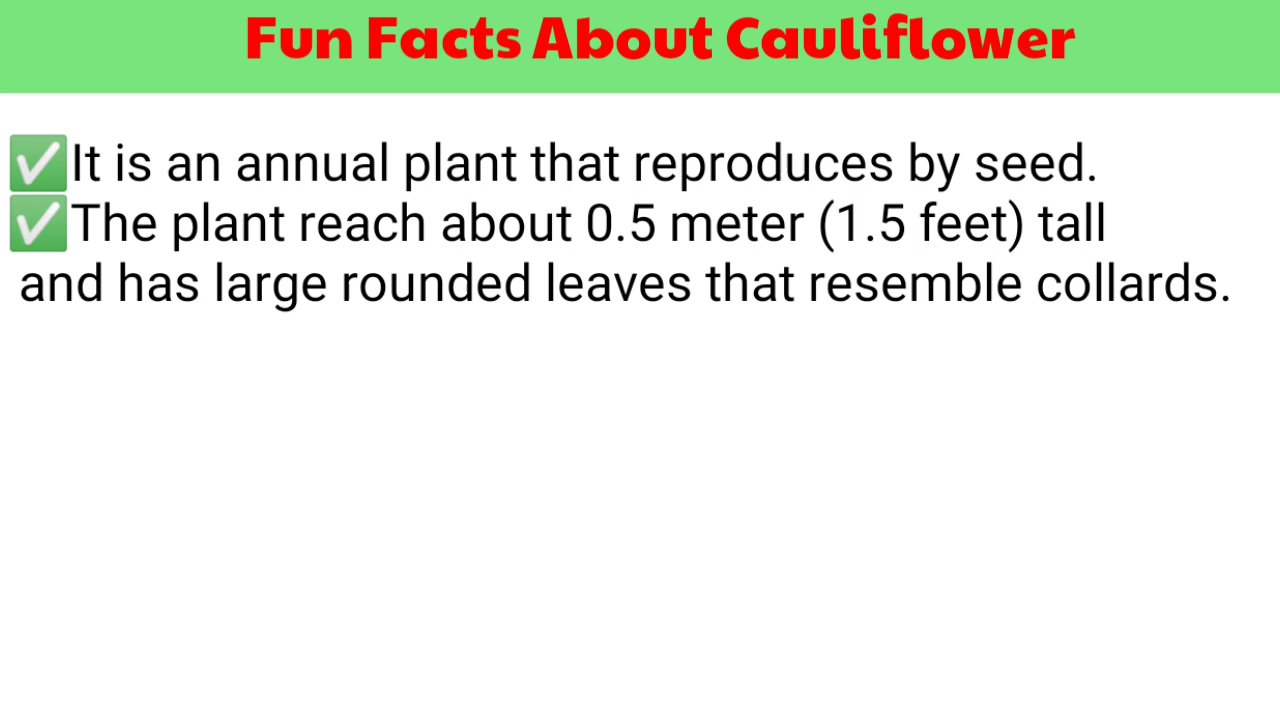 Fun Facts About Cauliflower
✅It is an annual plant that reproduces by seed.
✅The plant reach about 0.5 meter (1.5 feet) tall
and has large rounded leaves that resemble collards.